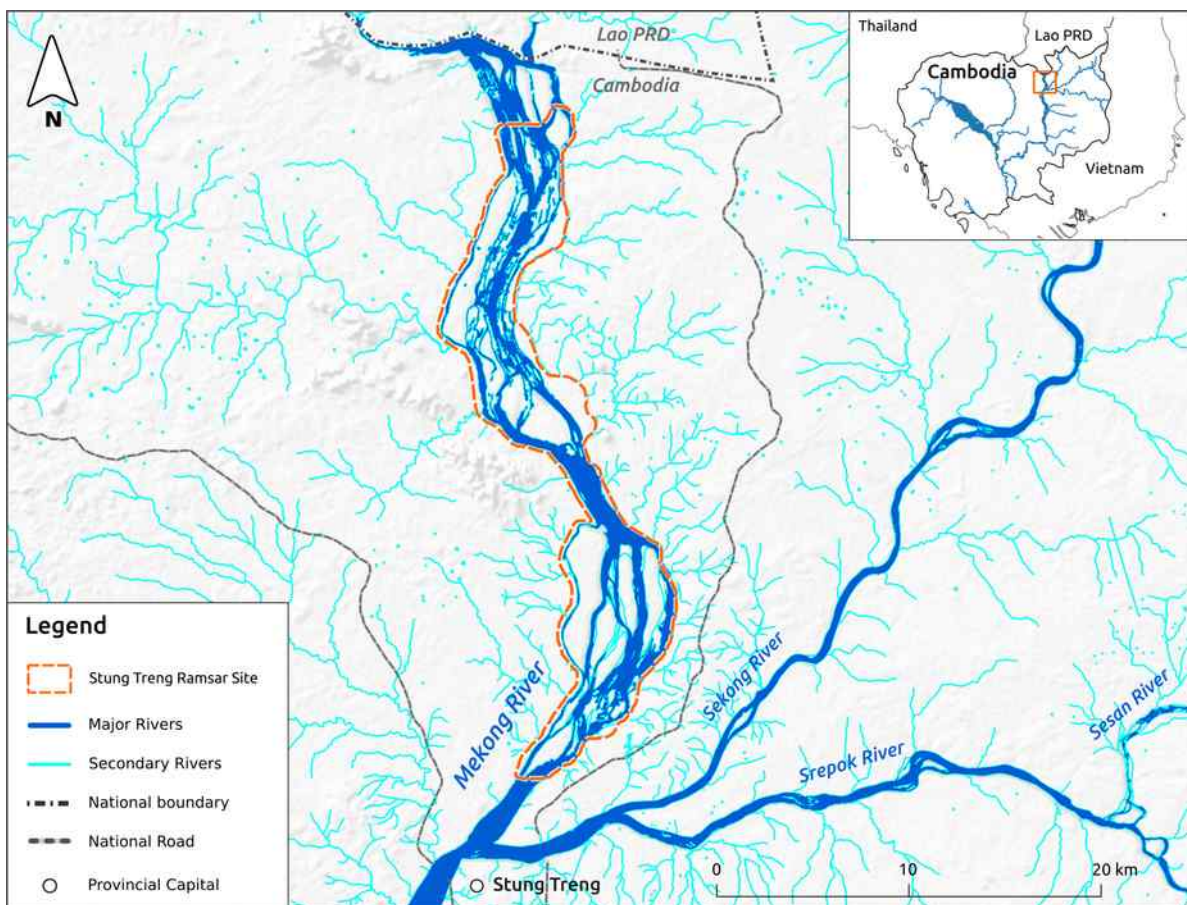 Lao PRD
Cambodia
N
Thailand
Lao PRD
Cambodia
Vietnam
Mekong River
Sekong River
Srepok River
Sesan River
Legend
Stung Treng Ramsar Site
Major Rivers
Secondary Rivers
National boundary
National Road
Provincial Capital
Stung Treng
0 10 20 km